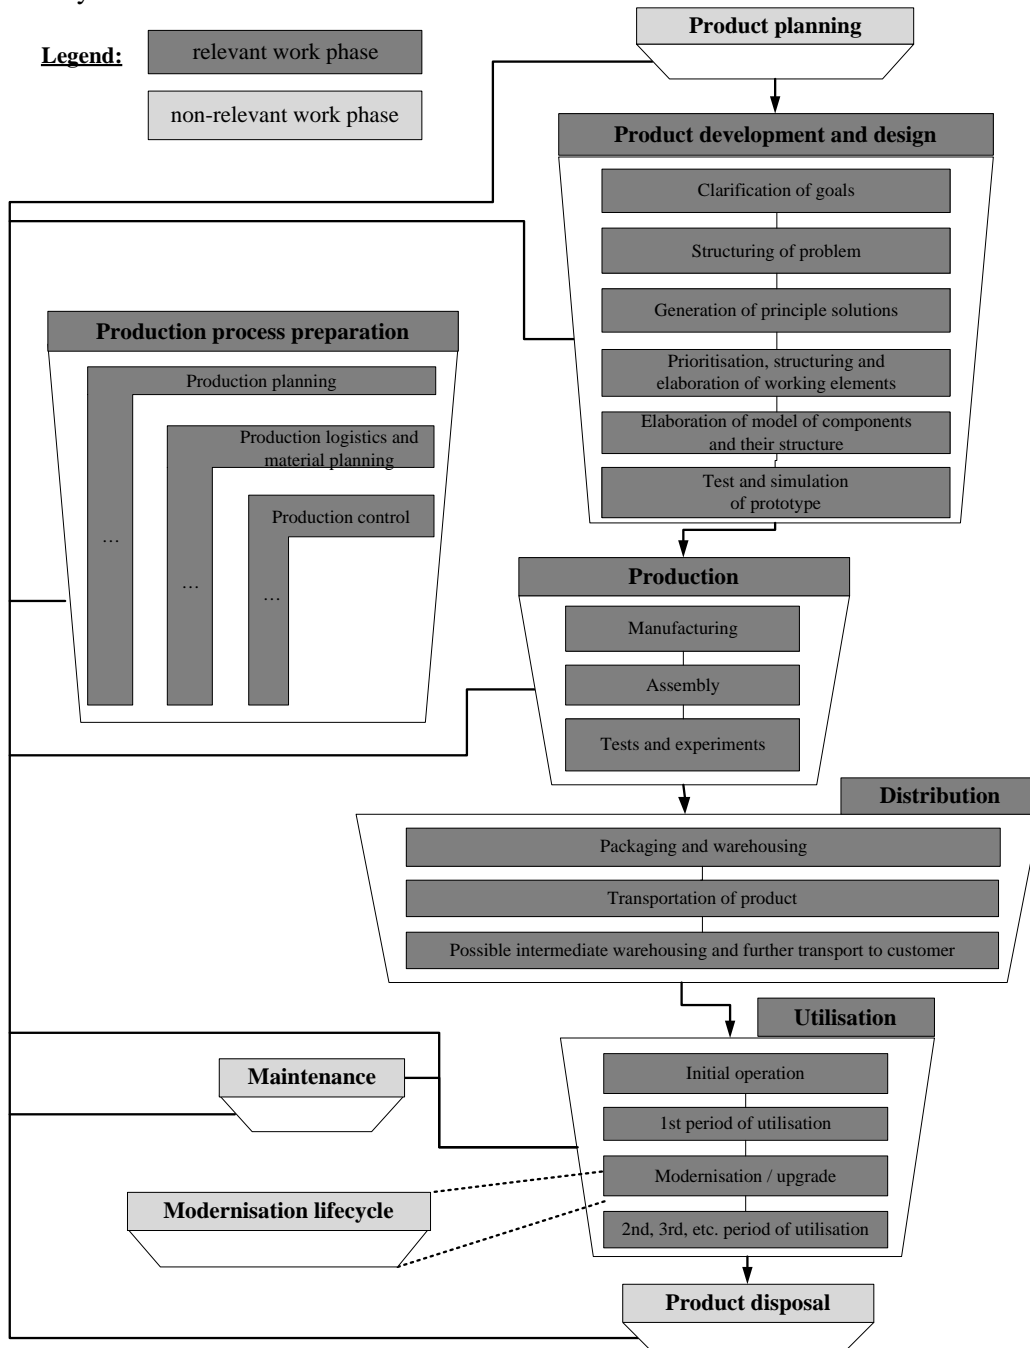 Product planning
Legend:
relevant work phase
non-relevant work phase
Product development and design
Clarification of goals
Structuring of problem
Generation of principle solutions
Prioritisation, structuring and
elaboration of working elements
Elaboration of model of components
and their structure
Test and simulation
of prototype
Production process preparation
Production planning
Production logistics and
material planning
Production control
...
...
...
Production
Manufacturing
Assembly
Tests and experiments
Distribution
Packaging and warehousing
Transportation of product
Possible intermediate warehousing and further transport to customer
Utilisation
Initial operation
1st period of utilisation
Modernisation / upgrade
2nd, 3rd, etc. period of utilisation
Maintenance
Modernisation lifecycle
Product disposal